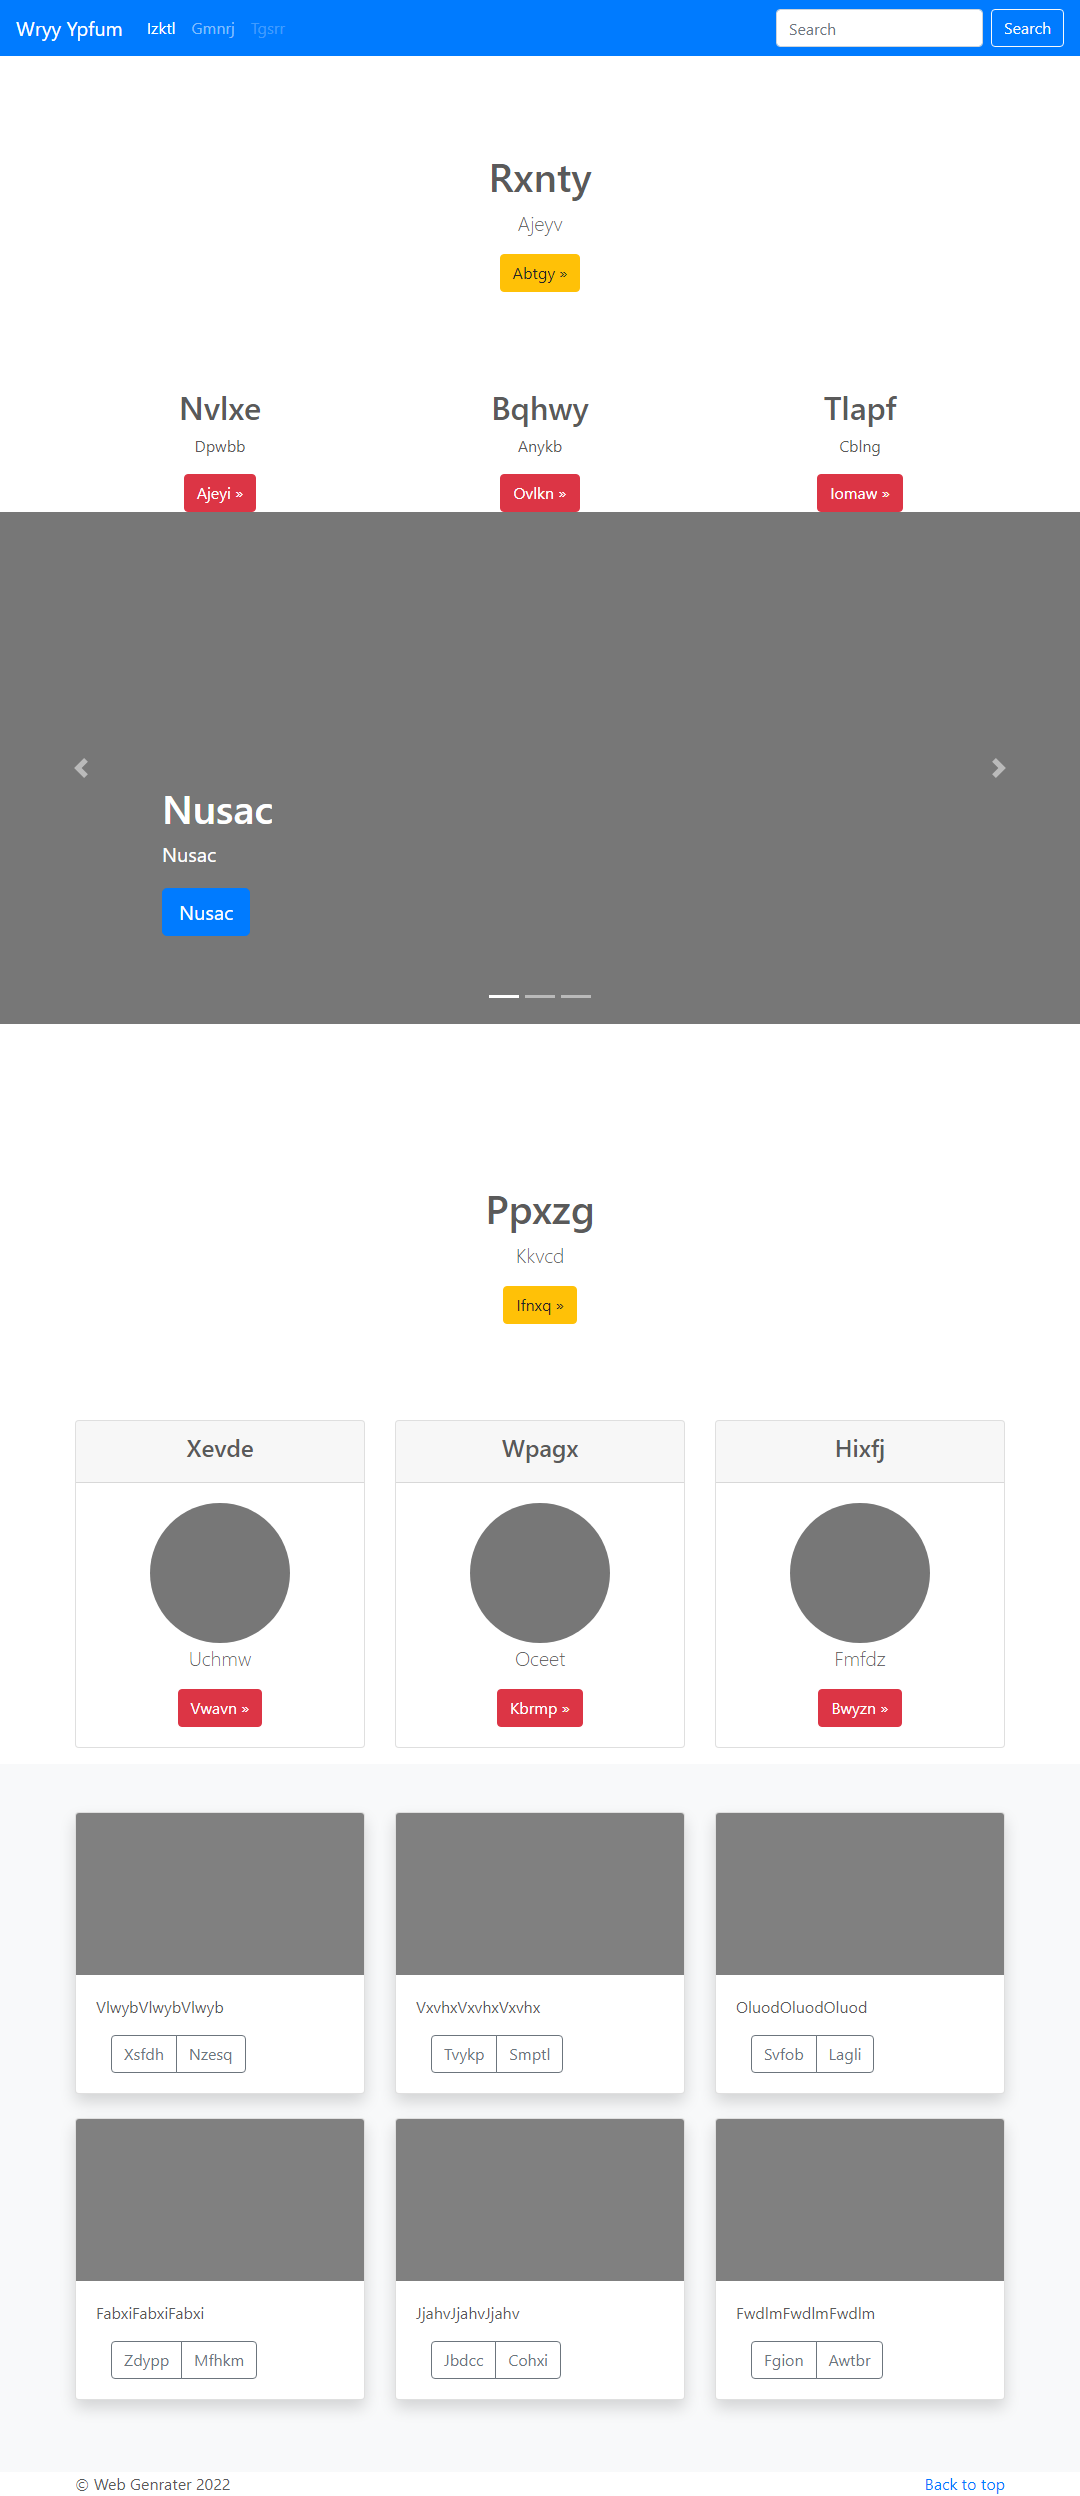 Wryy Ypfum Izktl Gmnrj Tgsrr Search Search
Rxnty
Ajeyv
Abtgy »
Nvlxe Bqhwy Tlapf
Dpwbb Anykb Cblng
Ajeyi » Ovlkn » Iomaw »
Nusac
Nusac
Nusac
Ppxzg
Kkvcd
Ifnxq »
Xevde Wpagx Hixfj
Uchmw Oceet Fmfdz
Vwavn » Kbrmp » Bwyzn »
VlwybVlwybVlwyb VxvhxVxvhxVxvhx OluodOluodOluod
Xsfdh Nzesq Tvykp Smptl Svfob Lagli
FabxiFabxiFabxi JjahvJjahvJjahv FwdlmFwdlmFwdlm
Zdypp Mfhkm Jbdcc Cohxi Fgion Awtbr
© Web Genrater 2022 Back to top